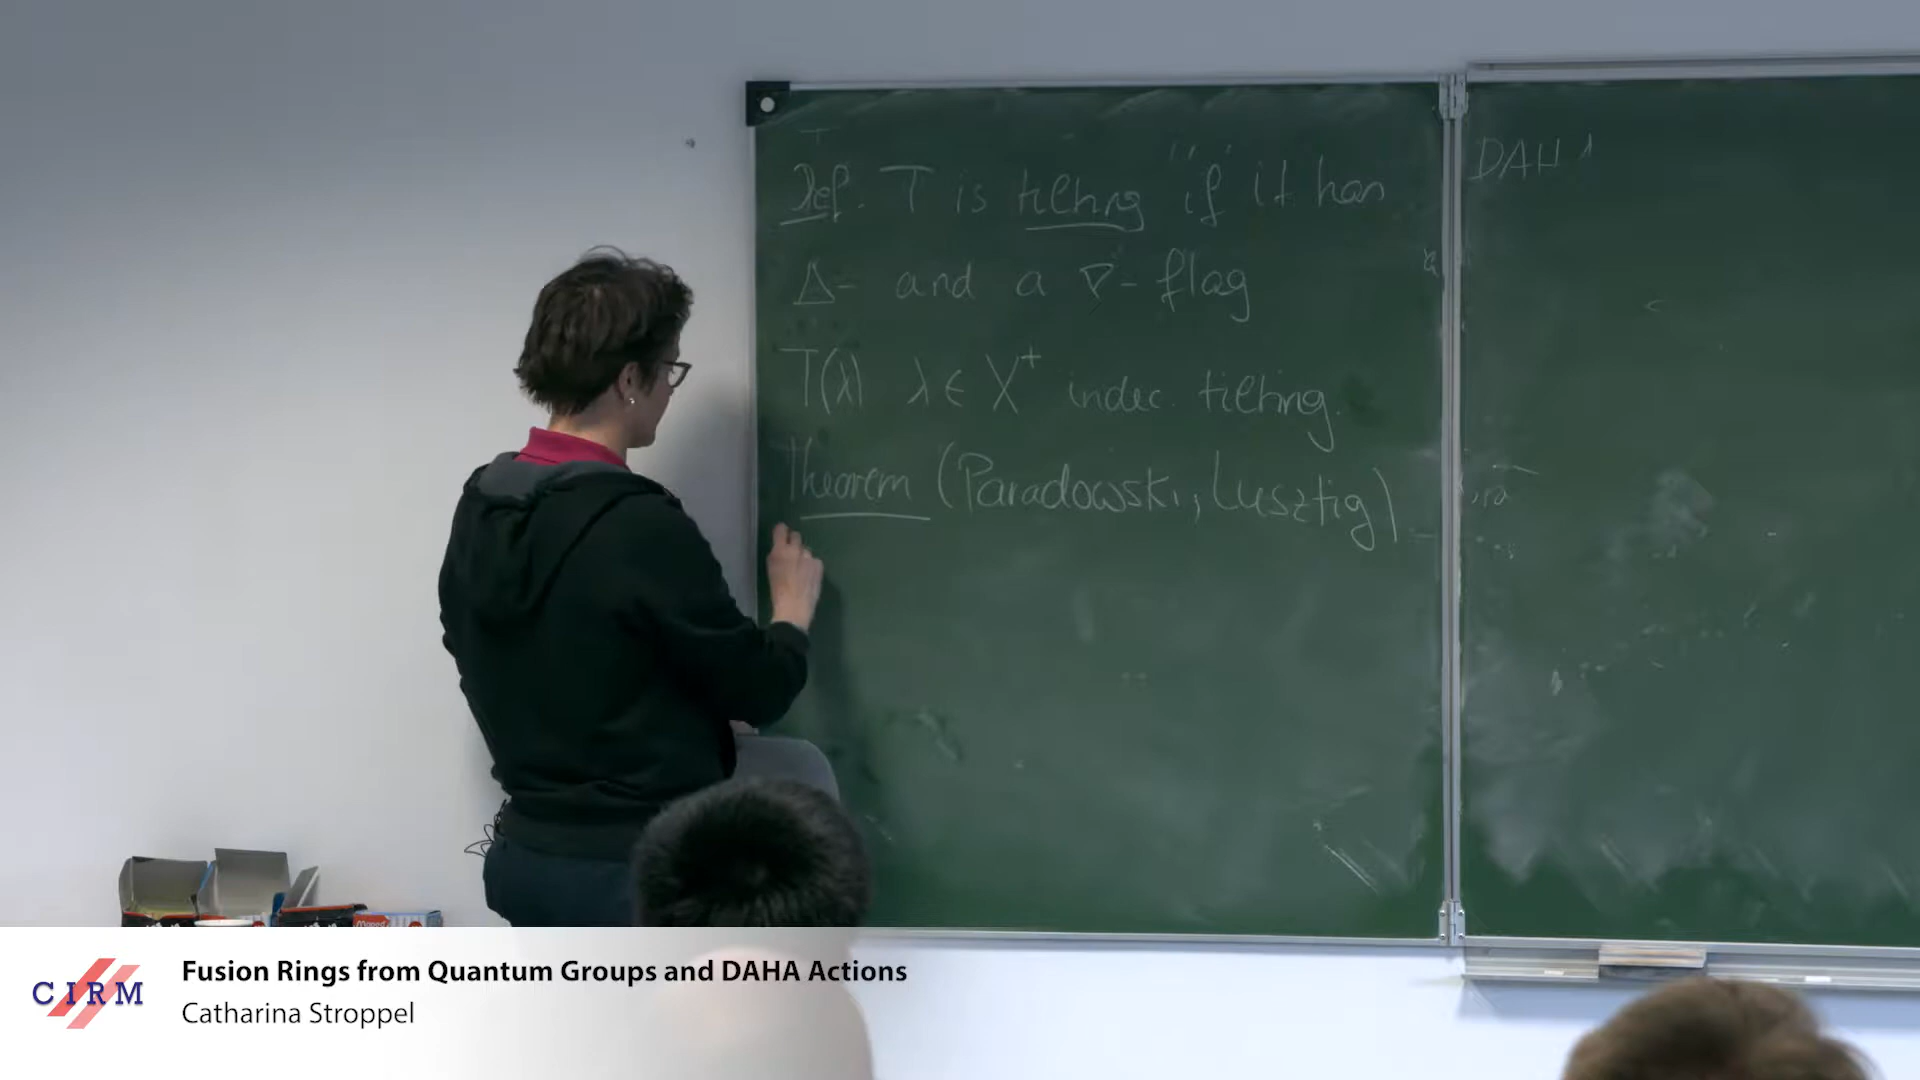 Def. T is tilting "if" it has
Δ- and a ∇- flag
T(λ) λ ∈ X⁺ indec. tilting.
Theorem (Paradowski, Lusztig)
DAHA
CIRM
Fusion Rings from Quantum Groups and DAHA Actions
Catharina Stroppel